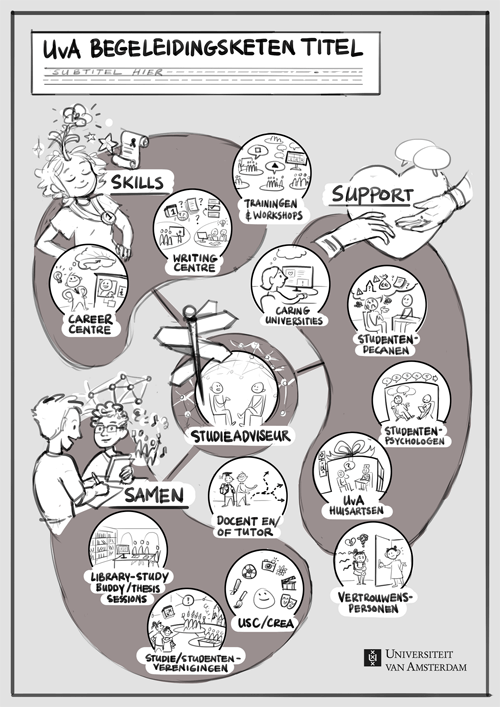 UvA BEGELEIDINGSKETEN TITEL
SUBTITEL HIER
SKILLS
TRAININGEN
& WORKSHOPS
SUPPORT
WRITING
CENTRE
CAREER
CENTRE
CARING
UNIVERSITIES
STUDENTEN-
DECANEN
STUDIEADVISEUR
STUDENTEN-
PSYCHOLOGEN
SAMEN
DOCENT EN/
OF TUTOR
UvA
HUISARTSEN
LIBRARY-STUDY
BUDDY/THESIS
SESSIONS
USC/CREA
VERTROUWENS-
PERSONEN
STUDIE/STUDENTEN-
VERENIGINGEN
UNIVERSITEIT
VAN AMSTERDAM